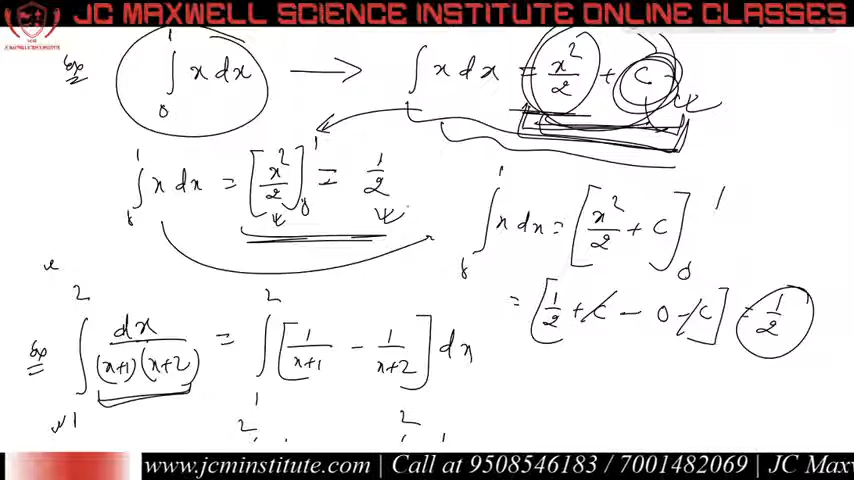 JC MAXWELL SCIENCE INSTITUTE ONLINE CLASSES
Ex ∫₀¹ x dx → ∫ x dx = x²/2 + C
∫₀¹ x dx = [x²/2]₀¹ = 1/2
∫₀¹ x dx = [x²/2 + C]₀¹
= [1/2 + C − 0 − C] = 1/2
Ex ∫₁² dx/((x+1)(x+2)) = ∫₁² [1/(x+1) − 1/(x+2)] dx
2 2
www.jcminstitute.com | Call at 9508546183 / 7001482069 | JC Max